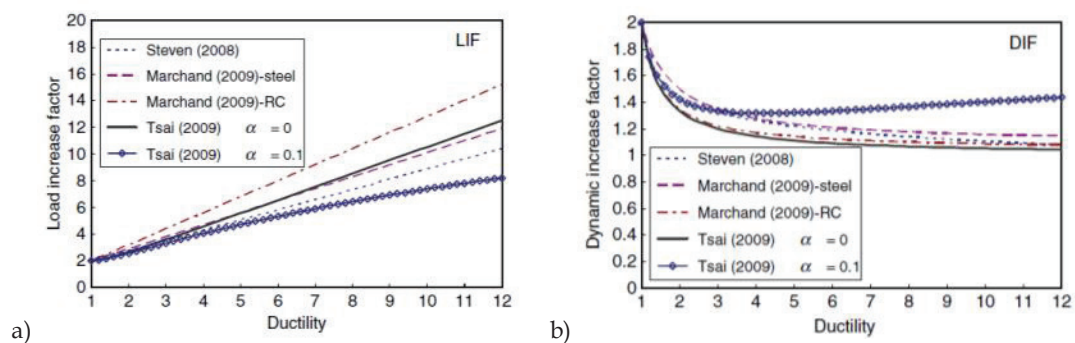 LIF
Load increase factor
20
18
16
14
12
10
8
6
4
2
0
Steven (2008)
Marchand (2009)-steel
Marchand (2009)-RC
Tsai (2009) α = 0
Tsai (2009) α = 0.1
1 2 3 4 5 6 7 8 9 10 11 12
Ductility
a)
DIF
Dynamic increase factor
2
1.8
1.6
1.4
1.2
1
0.8
0.6
0.4
0.2
0
Steven (2008)
Marchand (2009)-steel
Marchand (2009)-RC
Tsai (2009) α = 0
Tsai (2009) α = 0.1
1 2 3 4 5 6 7 8 9 10 11 12
Ductility
b)